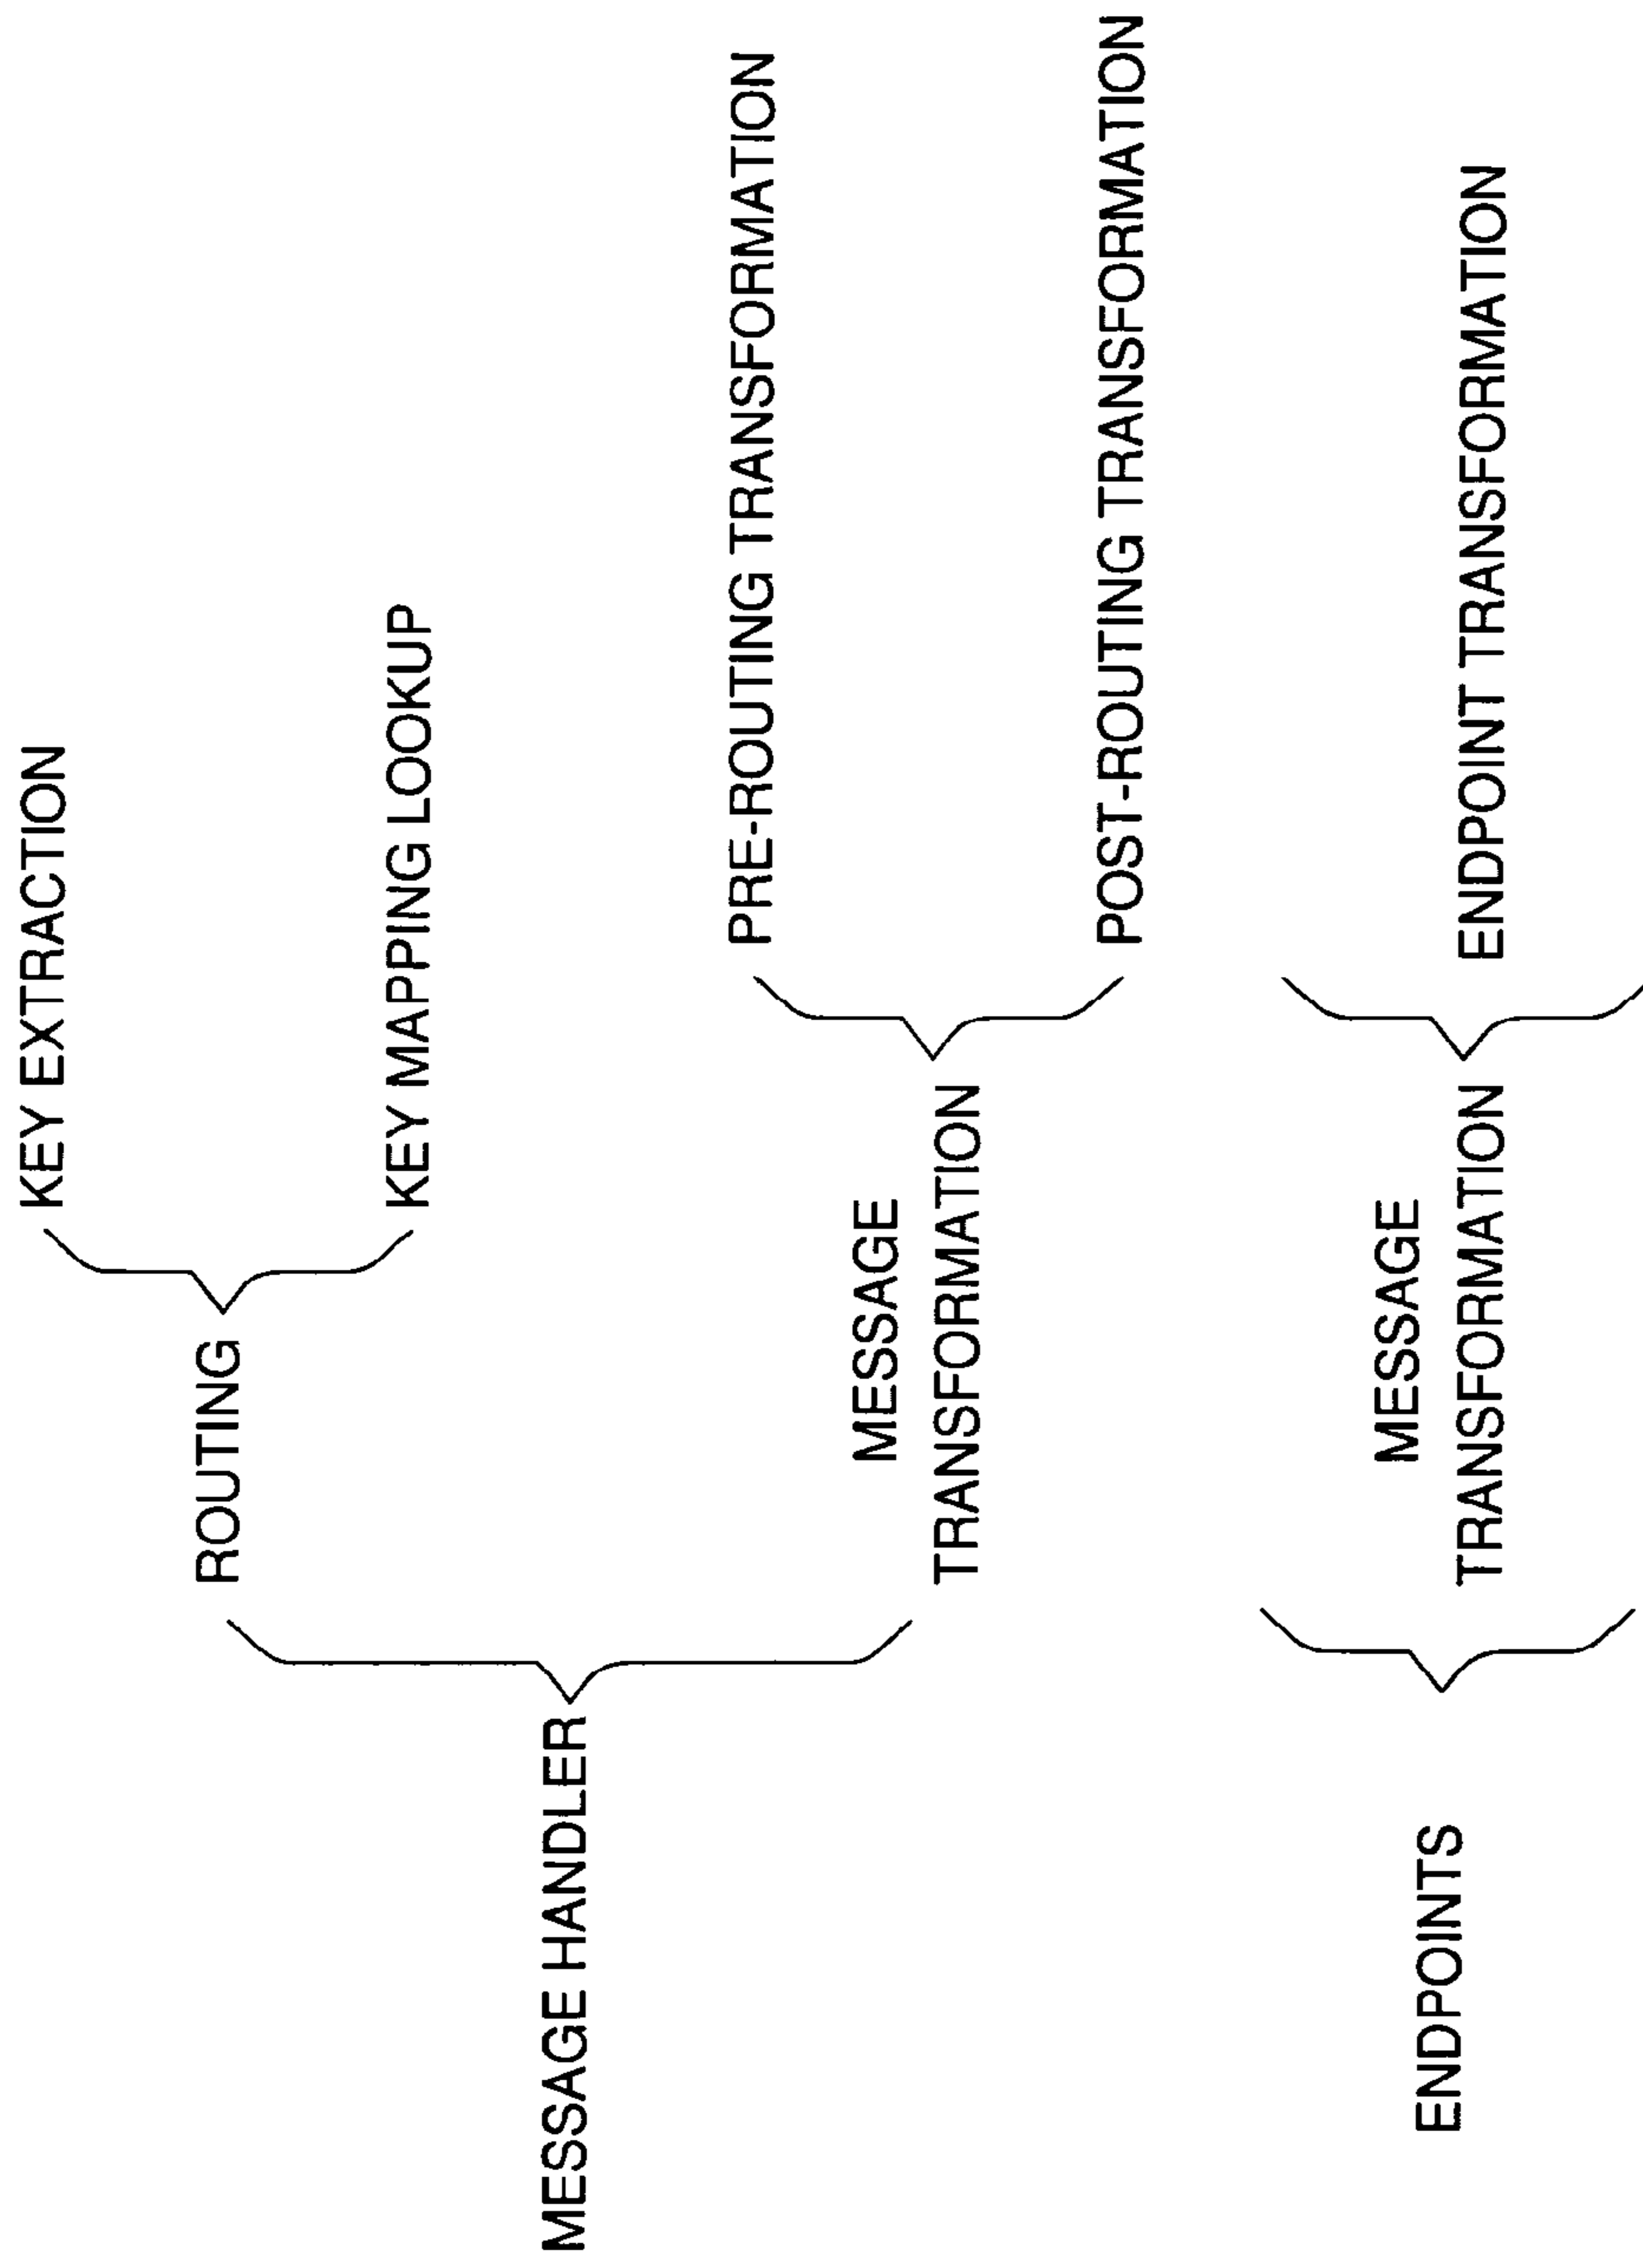 KEY EXTRACTION
ROUTING
KEY MAPPING LOOKUP
MESSAGE HANDLER
PRE-ROUTING TRANSFORMATION
MESSAGE
TRANSFORMATION
POST-ROUTING TRANSFORMATION
MESSAGE
ENDPOINTS
TRANSFORMATION
ENDPOINT TRANSFORMATION